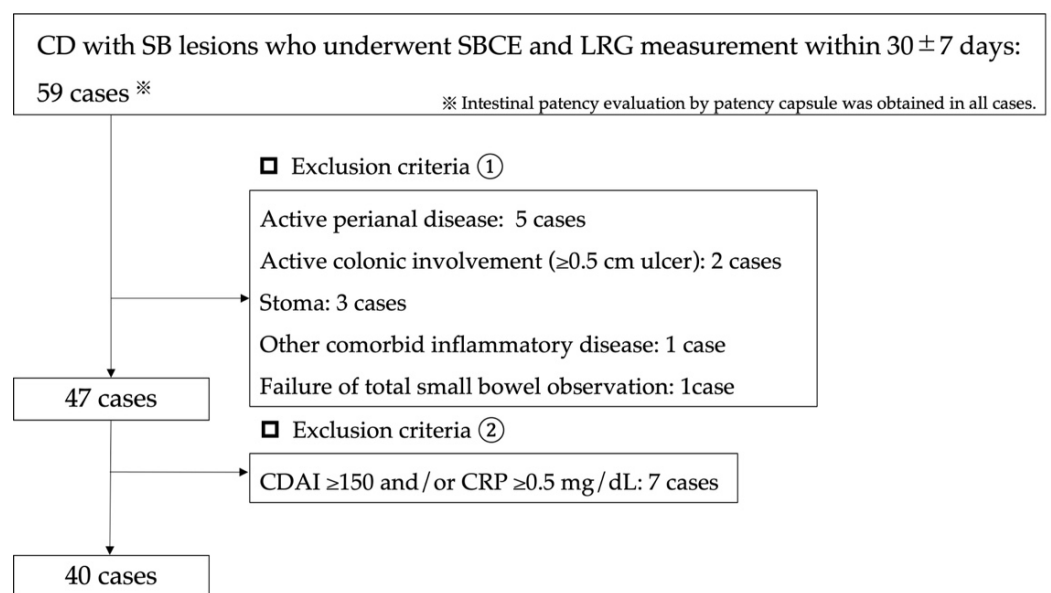 CD with SB lesions who underwent SBCE and LRG measurement within 30±7 days:
59 cases ※
※ Intestinal patency evaluation by patency capsule was obtained in all cases.
Exclusion criteria ①
Active perianal disease: 5 cases
Active colonic involvement (≥0.5 cm ulcer): 2 cases
Stoma: 3 cases
Other comorbid inflammatory disease: 1 case
Failure of total small bowel observation: 1case
47 cases
Exclusion criteria ②
CDAI ≥150 and/or CRP ≥0.5 mg/dL: 7 cases
40 cases